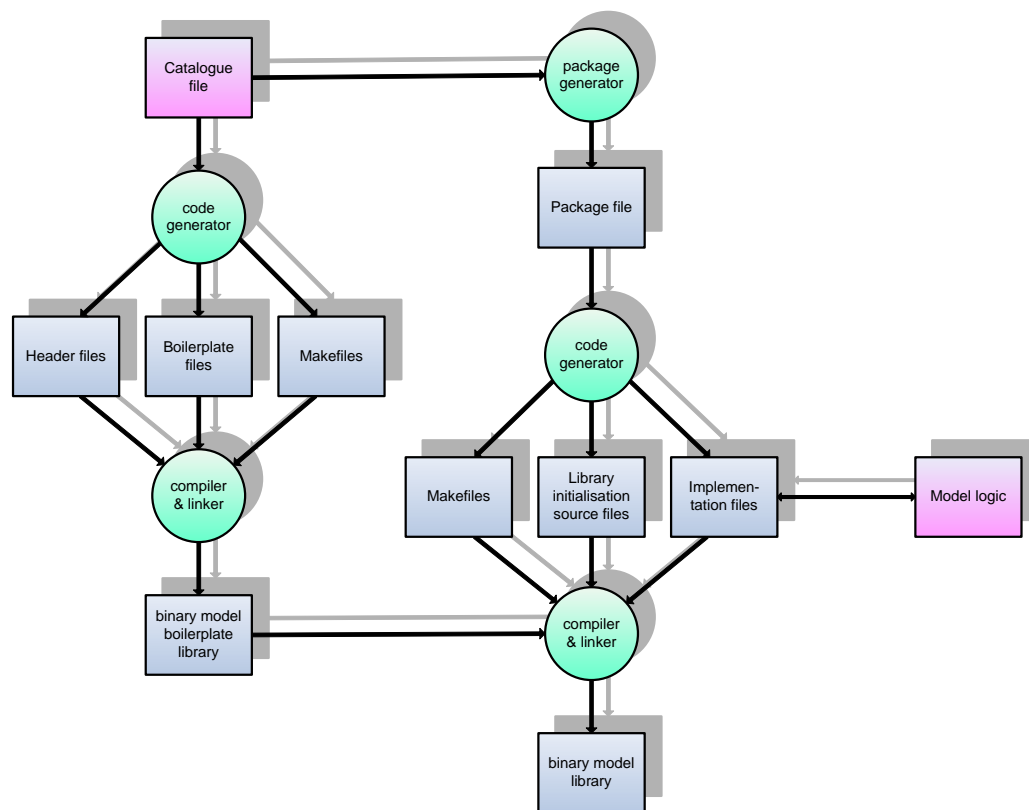 Catalogue
file
package
generator
code
generator
Package file
Header files
Boilerplate
files
Makefiles
code
generator
compiler
& linker
Makefiles
Library
initialisation
source files
Implemen-
tation files
Model logic
binary model
boilerplate
library
compiler
& linker
binary model
library